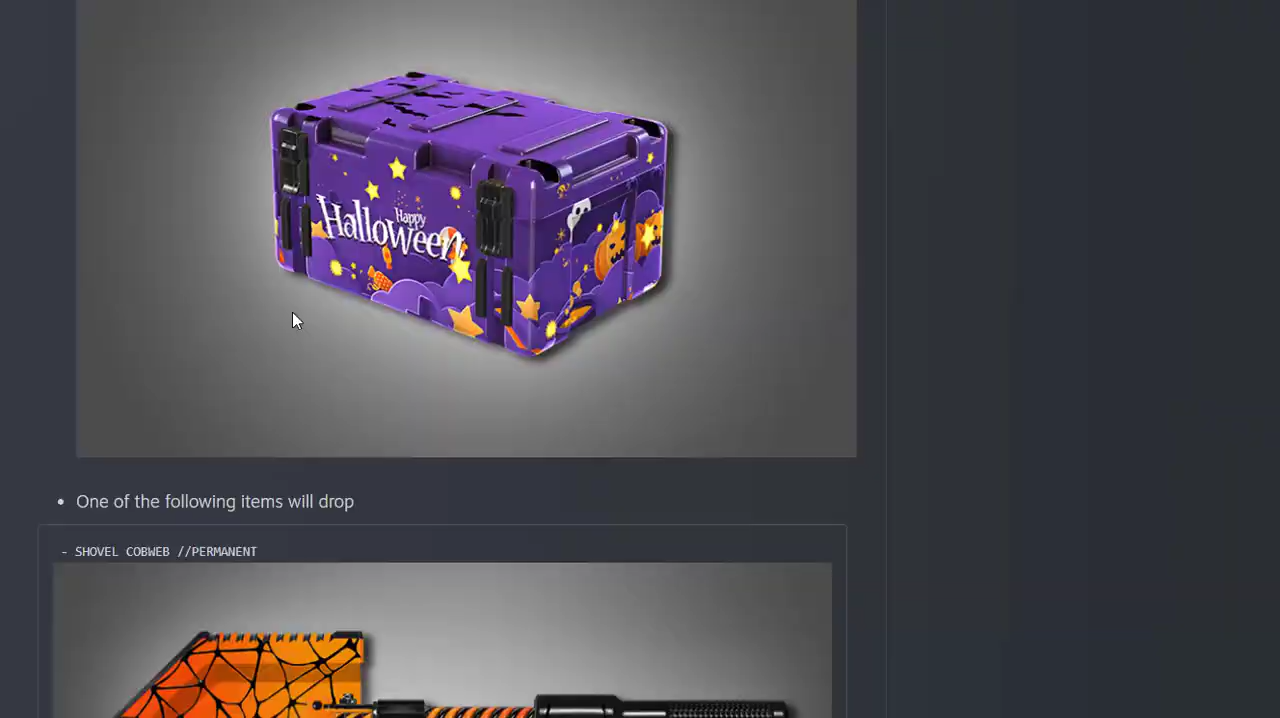 Happy
Halloween
• One of the following items will drop
- SHOVEL COBWEB //PERMANENT